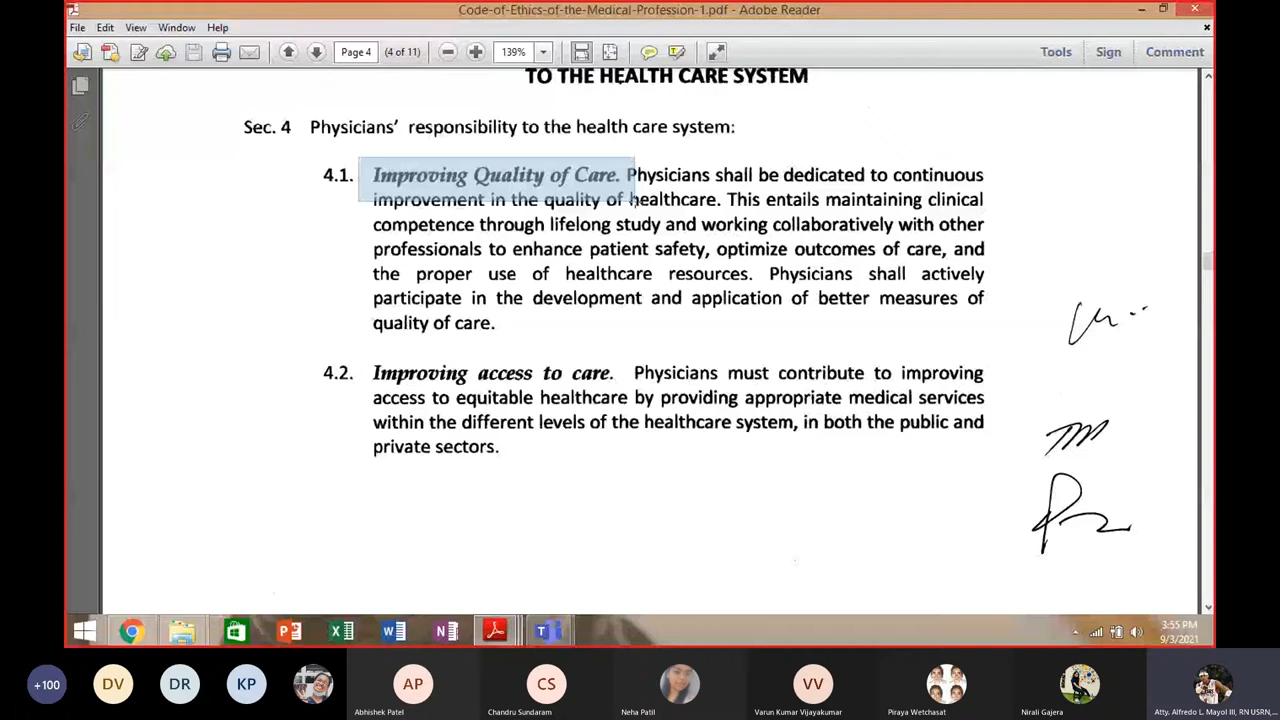 Code-of-Ethics-of-the-Medical-Profession-1.pdf - Adobe Reader
File Edit View Window Help
Page 4 (4 of 11) 139% Tools Sign Comment
TO THE HEALTH CARE SYSTEM
Sec. 4 Physicians’ responsibility to the health care system:
4.1. Improving Quality of Care. Physicians shall be dedicated to continuous
improvement in the quality of healthcare. This entails maintaining clinical
competence through lifelong study and working collaboratively with other
professionals to enhance patient safety, optimize outcomes of care, and
the proper use of healthcare resources. Physicians shall actively
participate in the development and application of better measures of
quality of care.
4.2. Improving access to care. Physicians must contribute to improving
access to equitable healthcare by providing appropriate medical services
within the different levels of the healthcare system, in both the public and
private sectors.
3:55 PM
9/3/2021
+100 DV DR KP AP CS VV
Abhishek Patel Chandru Sundaram Neha Patil Varun Kumar Vijayakumar Piraya Wetchasat Nirali Gajera Atty. Alfredo L. Mayol III, RN USRN,...